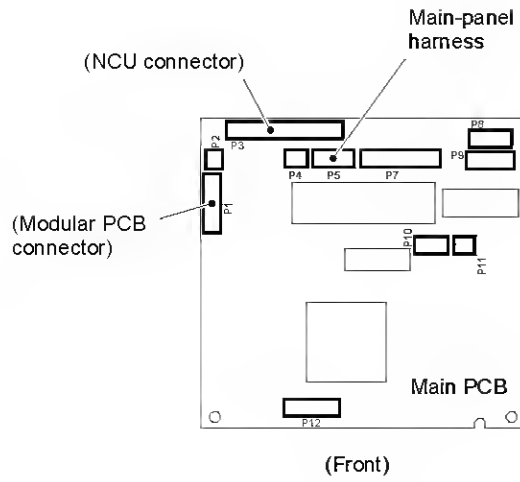 Main-panel
harness
(NCU connector)
P8
P2
P3
P9
P4
P5
P7
(Modular PCB
connector)
P1
P10
P11
Main PCB
P12
(Front)